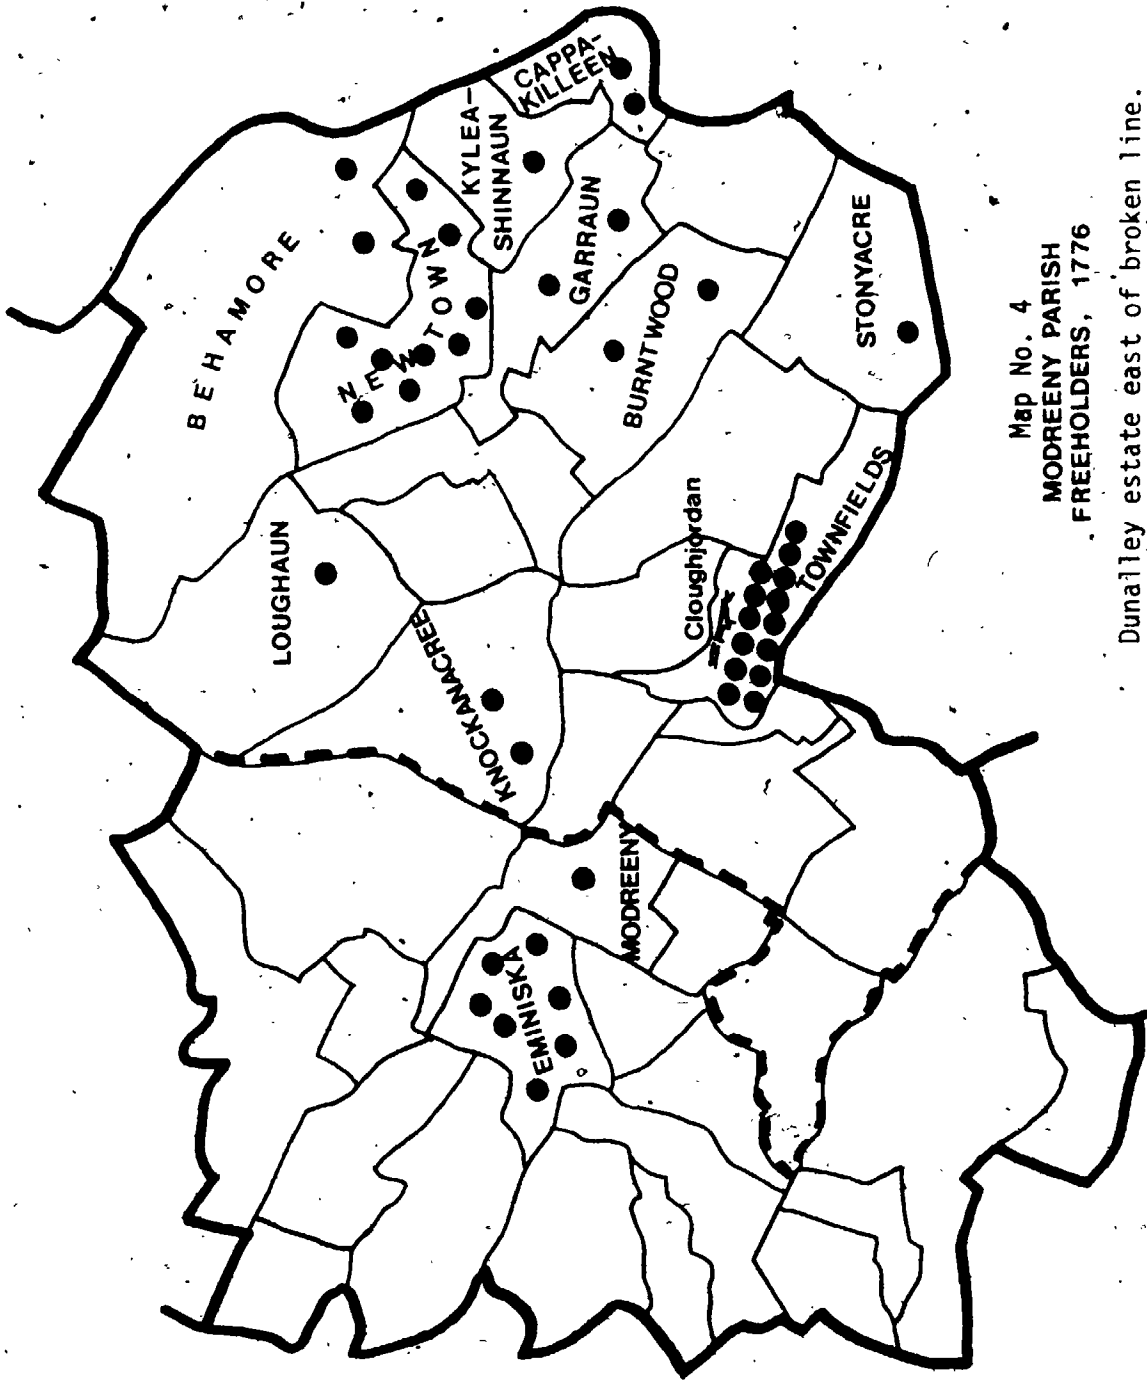 BEHAMORE
NEWTOWN
KYLEA-
SHINNAUN
CAPPA-
KILLEEN
GARRAUN
BURNTWOOD
STONYACRE
LOUGHAUN
KNOCKANACREE
Cloughjordan
TOWNFIELDS
MODREENY
EMINISKA
Map No. 4
MODREENY PARISH
FREEHOLDERS, 1776
Dunalley estate east of broken line.